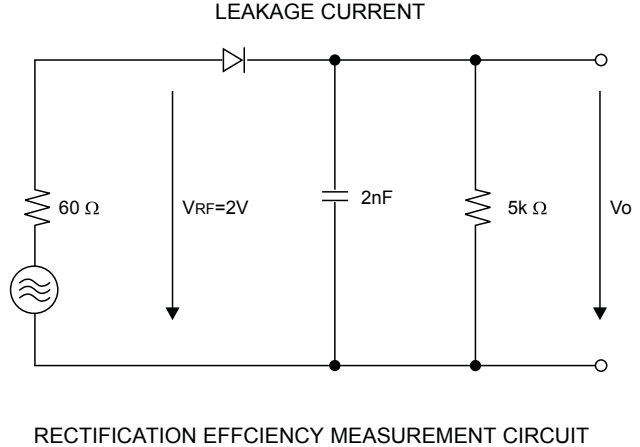 LEAKAGE CURRENT
60 Ω
VRF=2V
2nF
5k Ω
Vo
RECTIFICATION EFFCIENCY MEASUREMENT CIRCUIT